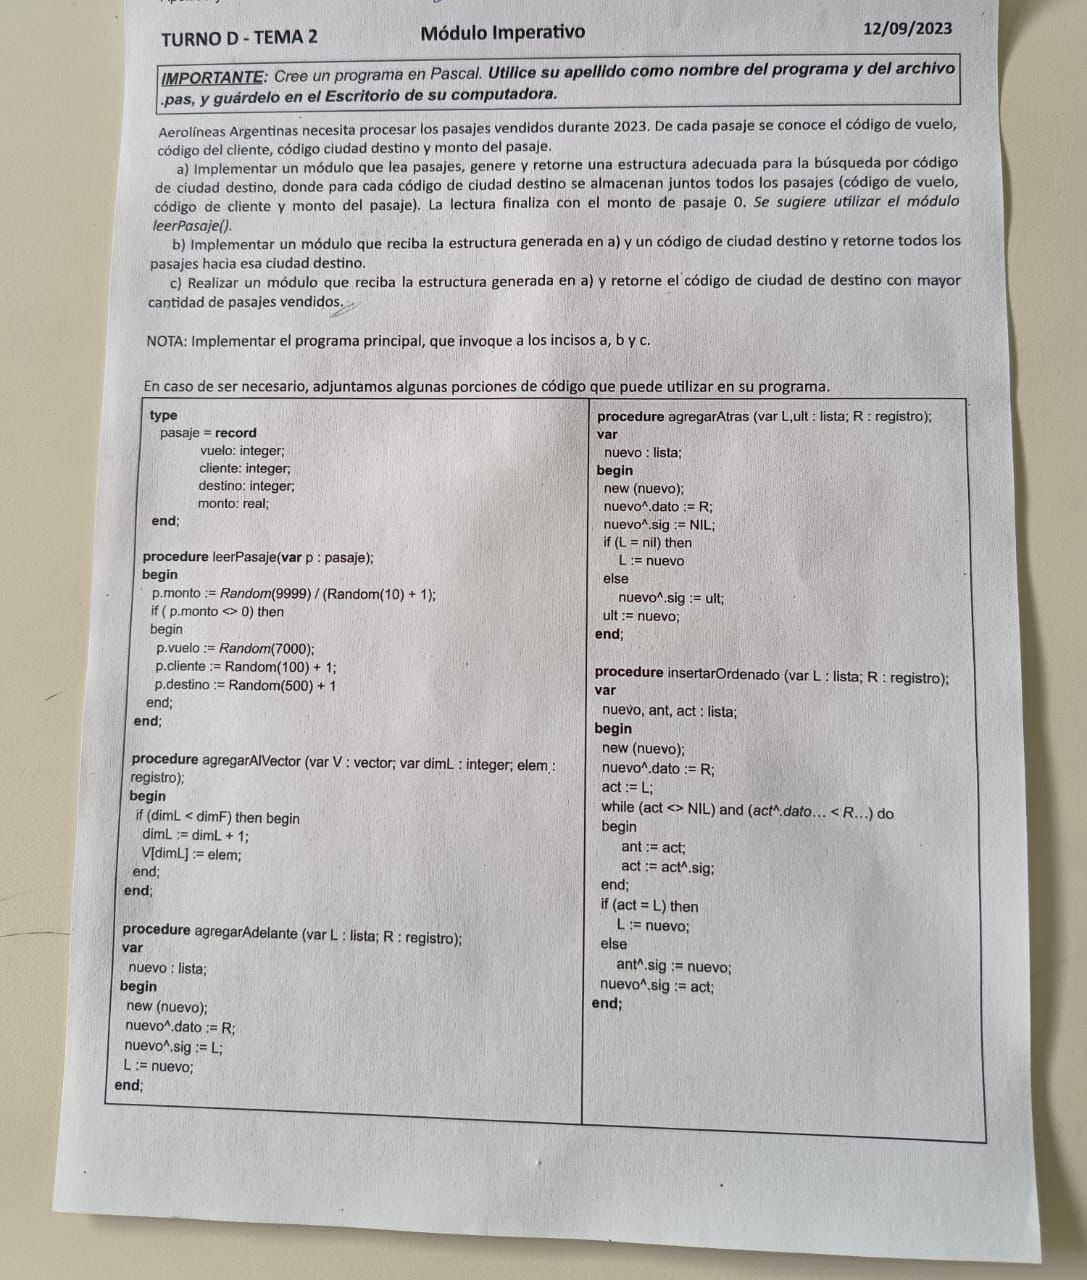 TURNO D - TEMA 2 Módulo Imperativo 12/09/2023
IMPORTANTE: Cree un programa en Pascal. Utilice su apellido como nombre del programa y del archivo
.pas, y guárdelo en el Escritorio de su computadora.
Aerolíneas Argentinas necesita procesar los pasajes vendidos durante 2023. De cada pasaje se conoce el código de vuelo,
código del cliente, código ciudad destino y monto del pasaje.
a) Implementar un módulo que lea pasajes, genere y retorne una estructura adecuada para la búsqueda por código
de ciudad destino, donde para cada código de ciudad destino se almacenan juntos todos los pasajes (código de vuelo,
código de cliente y monto del pasaje). La lectura finaliza con el monto de pasaje 0. Se sugiere utilizar el módulo
leerPasaje().
b) Implementar un módulo que reciba la estructura generada en a) y un código de ciudad destino y retorne todos los
pasajes hacia esa ciudad destino.
c) Realizar un módulo que reciba la estructura generada en a) y retorne el código de ciudad de destino con mayor
cantidad de pasajes vendidos.
NOTA: Implementar el programa principal, que invoque a los incisos a, b y c.
En caso de ser necesario, adjuntamos algunas porciones de código que puede utilizar en su programa.
type
pasaje = record
vuelo: integer;
cliente: integer;
destino: integer;
monto: real;
end;
procedure leerPasaje(var p : pasaje);
begin
p.monto := Random(9999) / (Random(10) + 1);
if ( p.monto <> 0) then
begin
p.vuelo := Random(7000);
p.cliente := Random(100) + 1;
p.destino := Random(500) + 1
end;
end;
procedure agregarAlVector (var V : vector; var dimL : integer; elem :
registro);
begin
if (dimL < dimF) then begin
dimL := dimL + 1;
V[dimL] := elem;
end;
end;
procedure agregarAdelante (var L : lista; R : registro);
var
nuevo : lista;
begin
new (nuevo);
nuevo^.dato := R;
nuevo^.sig := L;
L := nuevo;
end;
procedure agregarAtras (var L,ult : lista; R : registro);
var
nuevo : lista;
begin
new (nuevo);
nuevo^.dato := R;
nuevo^.sig := NIL;
if (L = nil) then
L := nuevo
else
nuevo^.sig := ult;
ult := nuevo;
end;
procedure insertarOrdenado (var L : lista; R : registro);
var
nuevo, ant, act : lista;
begin
new (nuevo);
nuevo^.dato := R;
act := L;
while (act <> NIL) and (act^.dato... < R...) do
begin
ant := act;
act := act^.sig;
end;
if (act = L) then
L := nuevo;
else
ant^.sig := nuevo;
nuevo^.sig := act;
end;